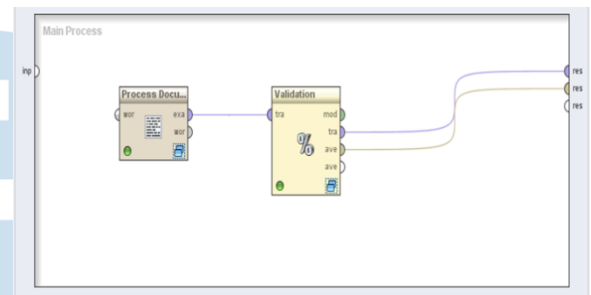 Main Process
inp
res
res
res
Process Docu...
wor
exa
wor
Validation
tra
mod
tra
ave
ave
%